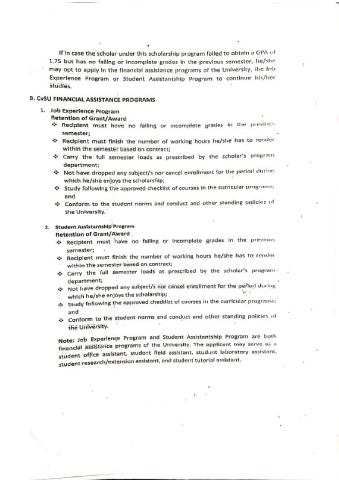 If in case the scholar under this scholarship program failed to obtain a GPA of
1.75 but has no failing or incomplete grades in the previous semester, he/she
may opt to apply in the financial assistance programs of the University, the Job
Experience Program or Student Assistantship Program to continue his/her
studies.
B. CvSU FINANCIAL ASSISTANCE PROGRAMS
1. Job Experience Program
Retention of Grant/Award
❖ Recipient must have no failing or incomplete grades in the previous
semester;
❖ Recipient must finish the number of working hours he/she has to render
within the semester based on contract;
❖ Carry the full semester loads as prescribed by the scholar's program
department;
❖ Not have dropped any subject/s nor cancel enrollment for the period during
which he/she enjoys the scholarship;
❖ Study following the approved checklist of courses in the curricular programs;
and
❖ Conform to the student norms and conduct and other standing policies of
the University.
2. Student Assistantship Program
Retention of Grant/Award
❖ Recipient must have no failing or incomplete grades in the previous
semester;
❖ Recipient must finish the number of working hours he/she has to render
within the semester based on contract;
❖ Carry the full semester loads as prescribed by the scholar's program
department;
❖ Not have dropped any subject/s nor cancel enrollment for the period during
which he/she enjoys the scholarship;
❖ Study following the approved checklist of courses in the curricular programs;
and
❖ Conform to the student norms and conduct and other standing policies of
the University.
Note: Job Experience Program and Student Assistantship Program are both
financial assistance programs of the University. The applicant may serve as a
student office assistant, student field assistant, student laboratory assistant,
student research/extension assistant, and student tutorial assistant.